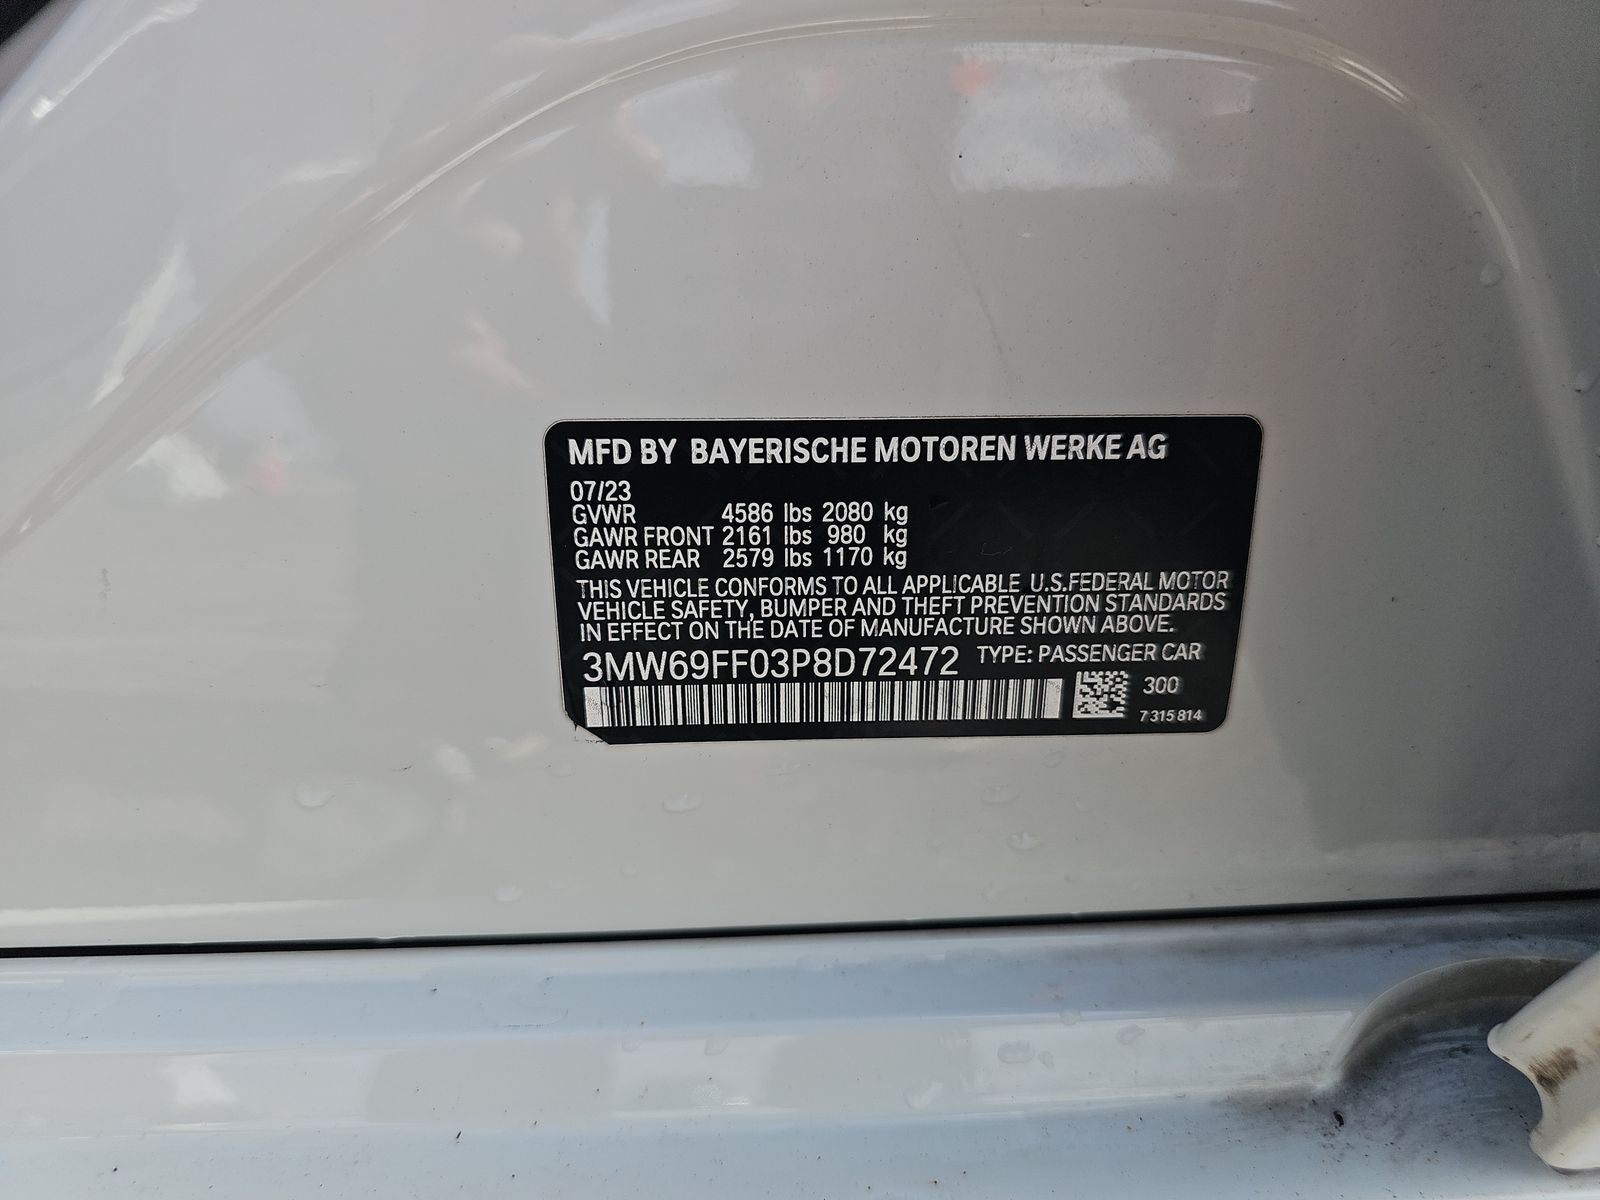 MFD BY BAYERISCHE MOTOREN WERKE AG
07/23
GVWR 4586 lbs 2080 kg
GAWR FRONT 2161 lbs 980 kg
GAWR REAR 2579 lbs 1170 kg
THIS VEHICLE CONFORMS TO ALL APPLICABLE U.S.FEDERAL MOTOR
VEHICLE SAFETY, BUMPER AND THEFT PREVENTION STANDARDS
IN EFFECT ON THE DATE OF MANUFACTURE SHOWN ABOVE.
3MW69FF03P8D72472 TYPE: PASSENGER CAR
300
7 315 814